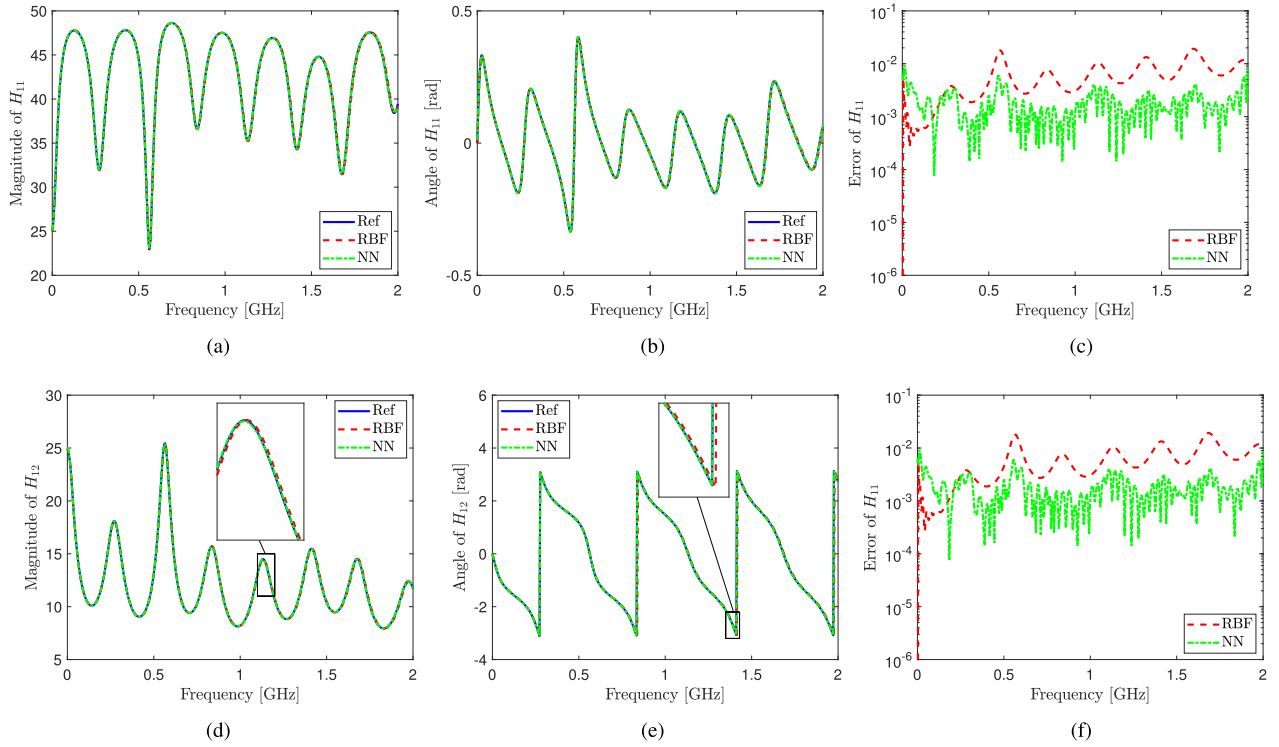 50
45
40
35
30
25
20
Magnitude of H11
0 0.5 1 1.5 2
Frequency [GHz]
Ref
RBF
NN
(a)
0.5
0
-0.5
Angle of H11 [rad]
0 0.5 1 1.5 2
Frequency [GHz]
Ref
RBF
NN
(b)
10-1
10-2
10-3
10-4
10-5
10-6
Error of H11
0 0.5 1 1.5 2
Frequency [GHz]
RBF
NN
(c)
30
25
20
15
10
5
Magnitude of H12
0 0.5 1 1.5 2
Frequency [GHz]
Ref
RBF
NN
(d)
6
4
2
0
-2
-4
Angle of H12 [rad]
0 0.5 1 1.5 2
Frequency [GHz]
Ref
RBF
NN
(e)
10-1
10-2
10-3
10-4
10-5
10-6
Error of H11
0 0.5 1 1.5 2
Frequency [GHz]
RBF
NN
(f)